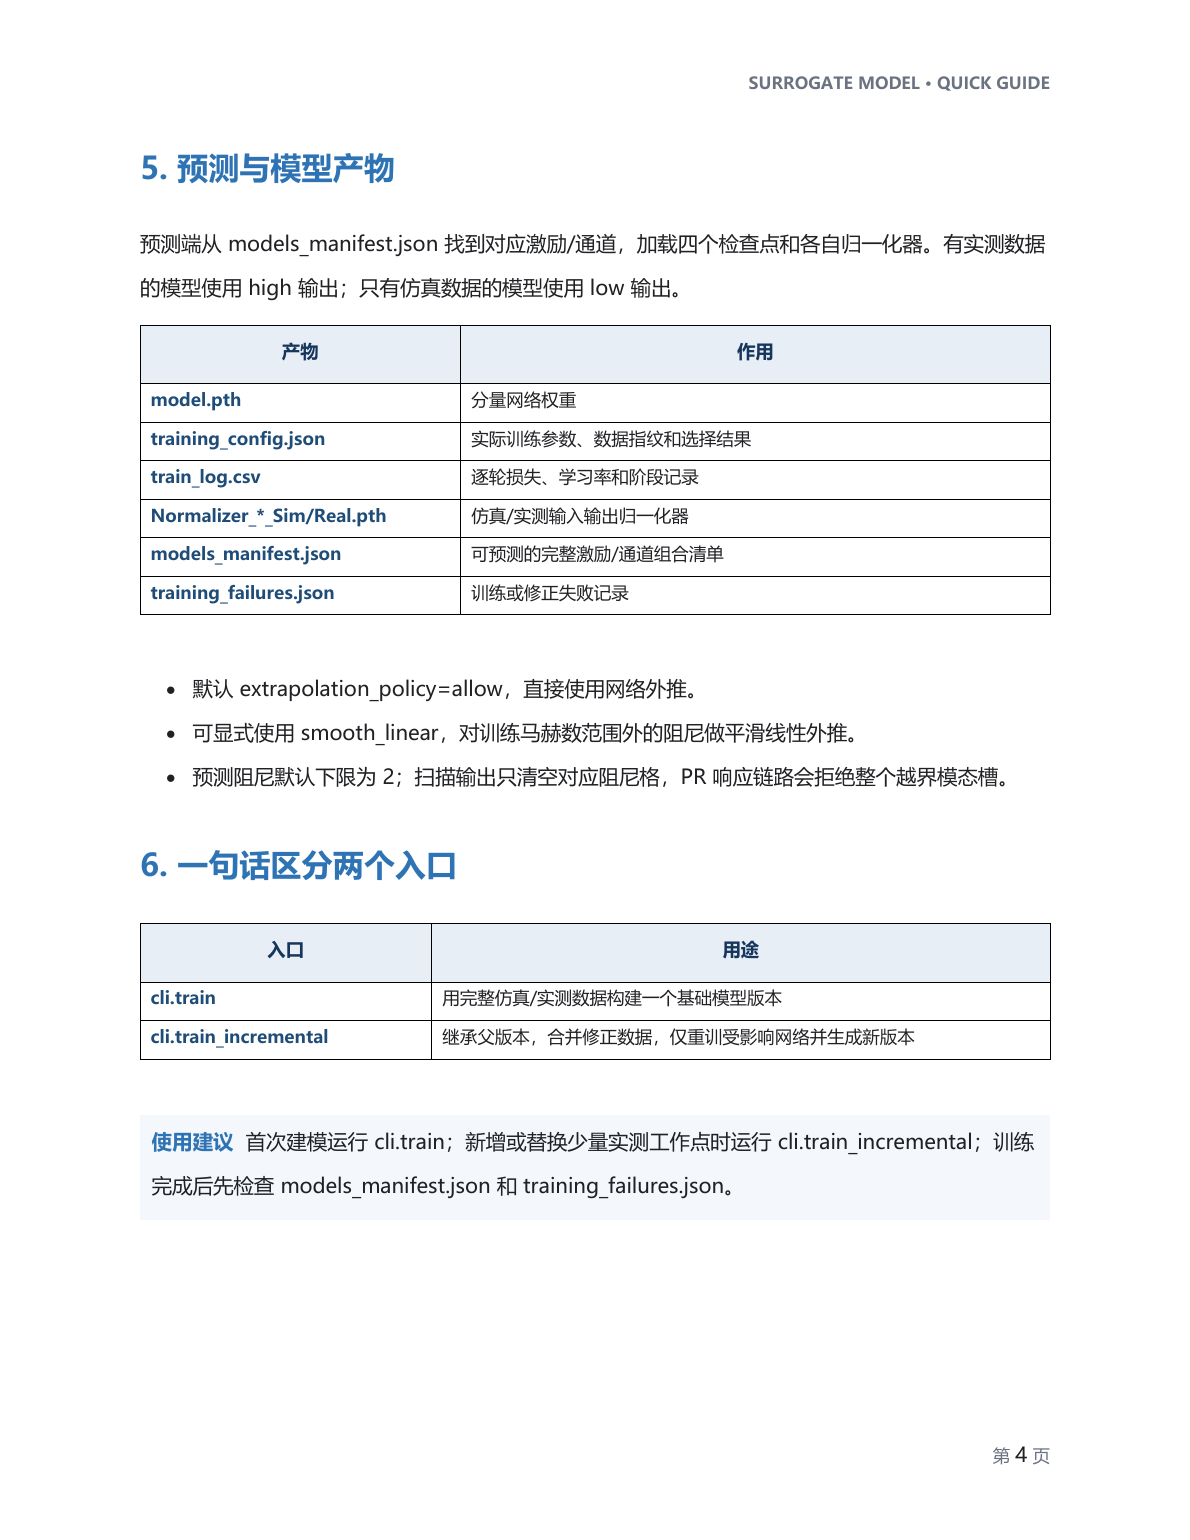 SURROGATE MODEL • QUICK GUIDE
5. 预测与模型产物
预测端从 models_manifest.json 找到对应激励/通道，加载四个检查点和各自归一化器。有实测数据
的模型使用 high 输出；只有仿真数据的模型使用 low 输出。
产物 作用
model.pth 分量网络权重
training_config.json 实际训练参数、数据指纹和选择结果
train_log.csv 逐轮损失、学习率和阶段记录
Normalizer_*_Sim/Real.pth 仿真/实测输入输出归一化器
models_manifest.json 可预测的完整激励/通道组合清单
training_failures.json 训练或修正失败记录
• 默认 extrapolation_policy=allow，直接使用网络外推。
• 可显式使用 smooth_linear，对训练马赫数范围外的阻尼做平滑线性外推。
• 预测阻尼默认下限为 2；扫描输出只清空对应阻尼格，PR 响应链路会拒绝整个越界模态槽。
6. 一句话区分两个入口
入口 用途
cli.train 用完整仿真/实测数据构建一个基础模型版本
cli.train_incremental 继承父版本，合并修正数据，仅重训受影响网络并生成新版本
使用建议 首次建模运行 cli.train；新增或替换少量实测工作点时运行 cli.train_incremental；训练
完成后先检查 models_manifest.json 和 training_failures.json。
第 4 页